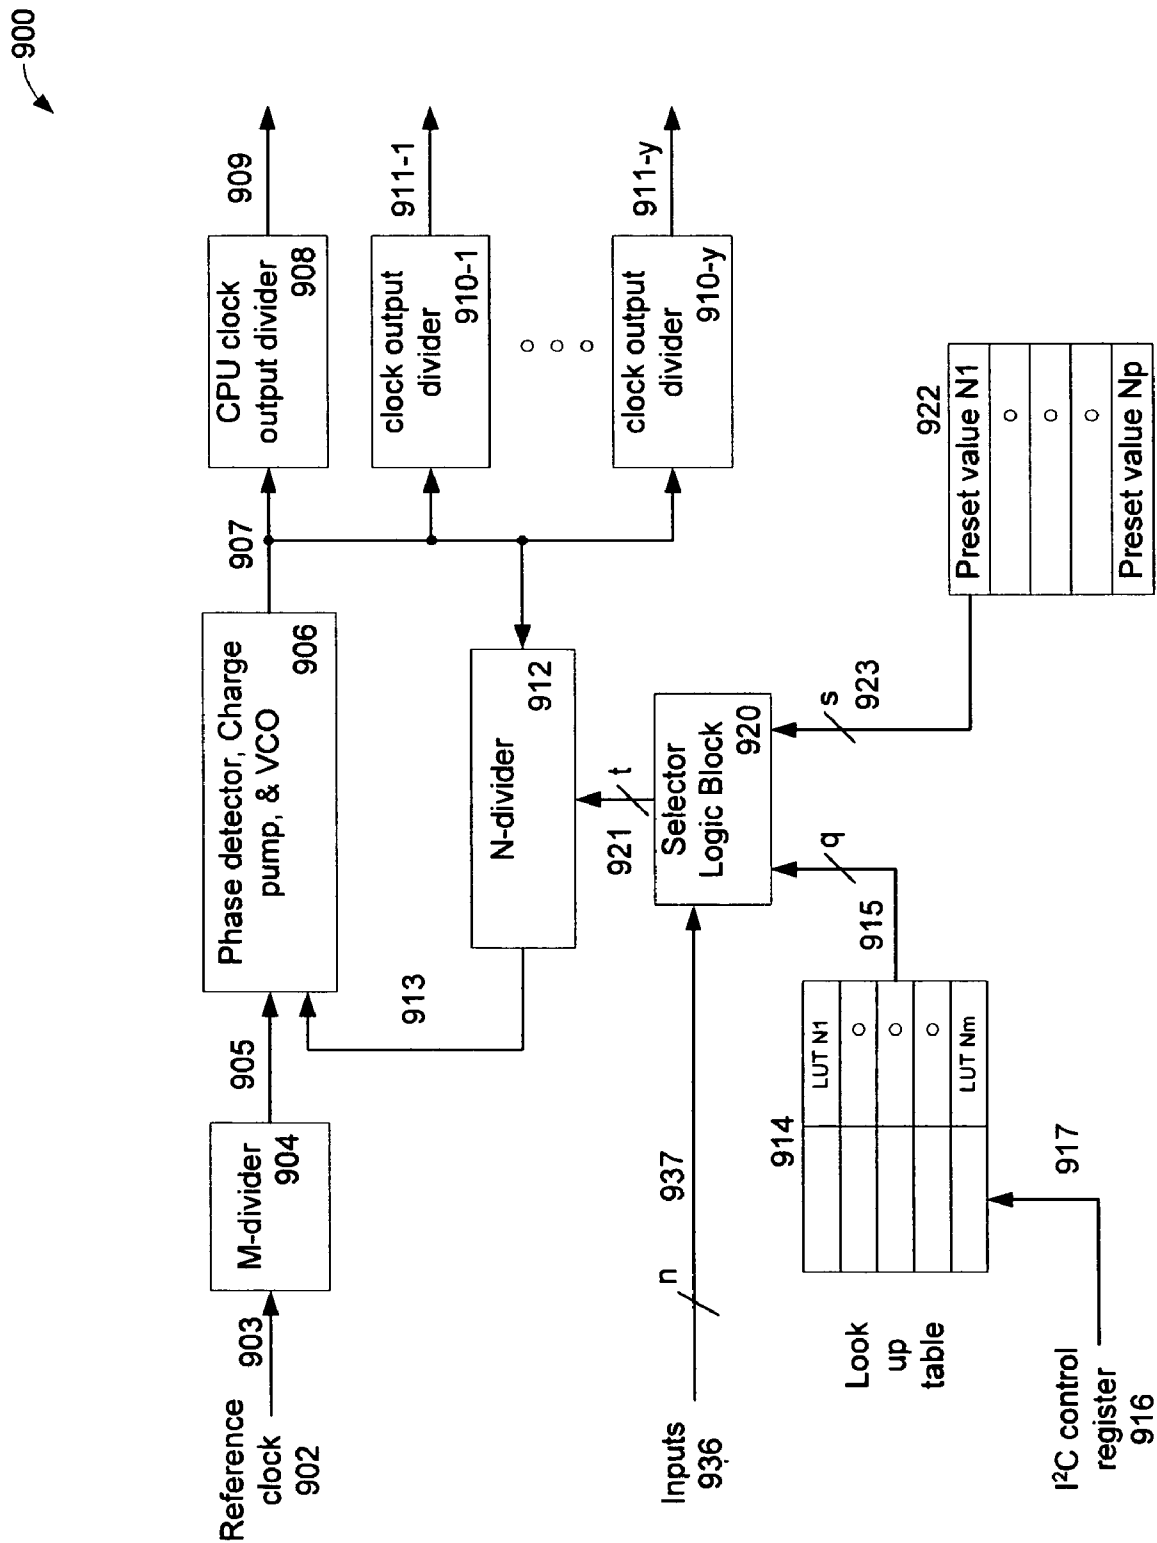 900
Reference
clock
902
903
M-divider
904
905
Phase detector, Charge
pump, & VCO
906
907
CPU clock
output divider
908
909
clock output
divider
910-1
911-1
clock output
divider
910-y
911-y
N-divider
912
913
t
921
Selector
Logic Block
920
Inputs
936
n
937
q
915
s
923
922
Preset value N1
Preset value Np
Look
up
table
914
LUT N1
LUT Nm
I²C control
register
916
917